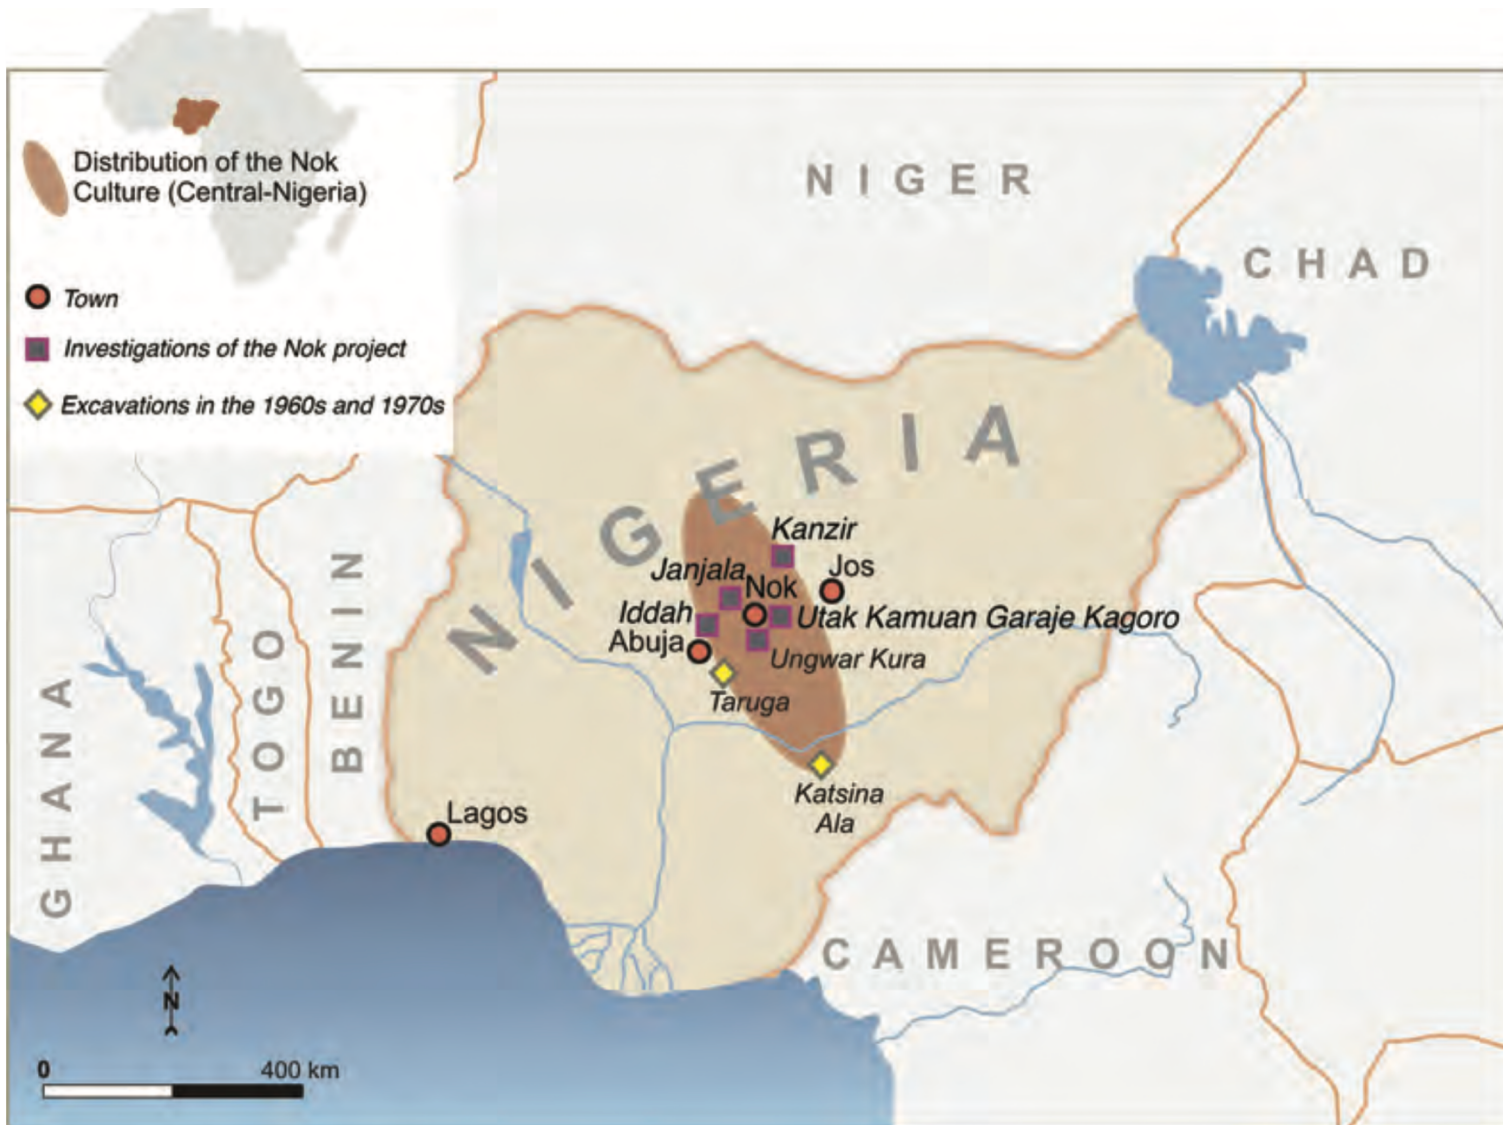 Distribution of the Nok
Culture (Central-Nigeria)
Town
Investigations of the Nok project
Excavations in the 1960s and 1970s
NIGER
CHAD
NIGERIA
Kanzir
Janjala
Nok
Jos
Iddah
Utak Kamuan Garaje Kagoro
Abuja
Ungwar Kura
Taruga
Katsina
Ala
Lagos
GHANA
TOGO
BENIN
CAMEROON
N
0
400 km